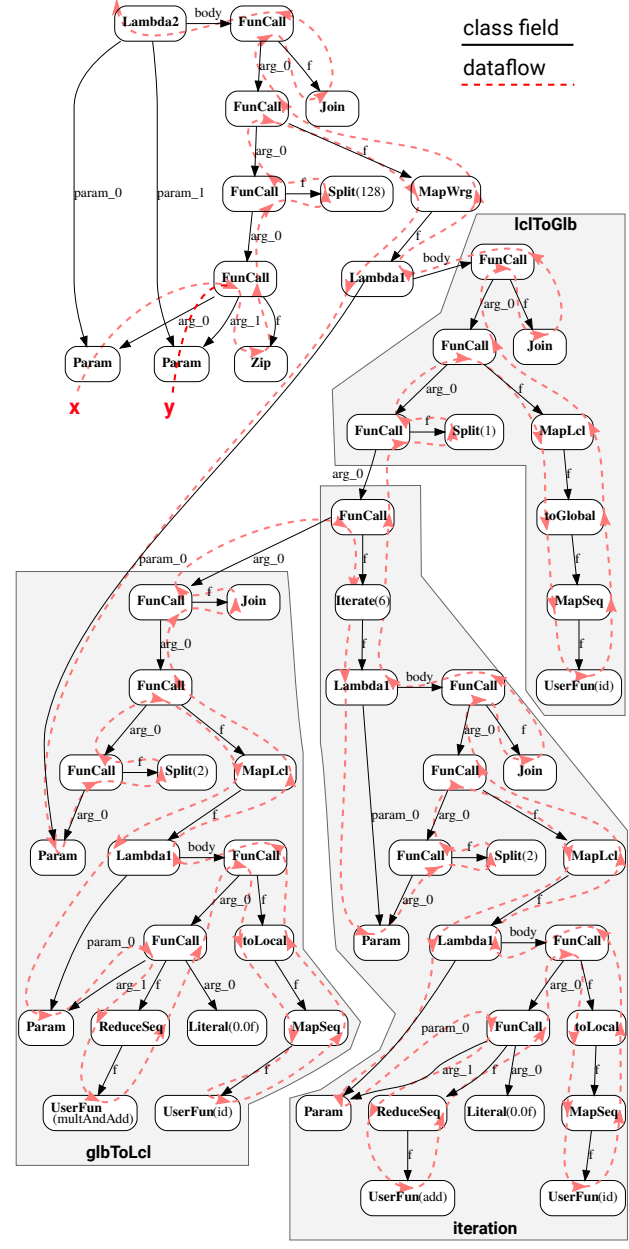 Lambda2 body FunCall
class field
dataflow
arg_0 f
FunCall Join
arg_0 f
param_0 param_1 FunCall f Split(128) MapWrg
lclToGlb
arg_0 f
FunCall Lambda1 body FunCall
arg_0 arg_1 f arg_0 f
Param Param Zip FunCall Join
x y
arg_0 f
FunCall f Split(1) MapLcl
arg_0 f
FunCall toGlobal
param_0 arg_0 f f
FunCall f Join Iterate(6) MapSeq
arg_0 f f
FunCall Lambda1 body FunCall UserFun(id)
arg_0 f arg_0 f
FunCall f Split(2) MapLcl FunCall Join
arg_0 f param_0 arg_0 f
Param Lambda1 body FunCall FunCall f Split(2) MapLcl
arg_0 f arg_0 f
param_0 FunCall toLocal Param Lambda1 body FunCall
arg_1 f arg_0 f arg_0 f
Param ReduceSeq Literal(0.0f) MapSeq param_0 FunCall toLocal
f f arg_1 f arg_0 f
UserFun
(multAndAdd) UserFun(id) Param ReduceSeq Literal(0.0f) MapSeq
glbToLcl f f
UserFun(add) UserFun(id)
iteration